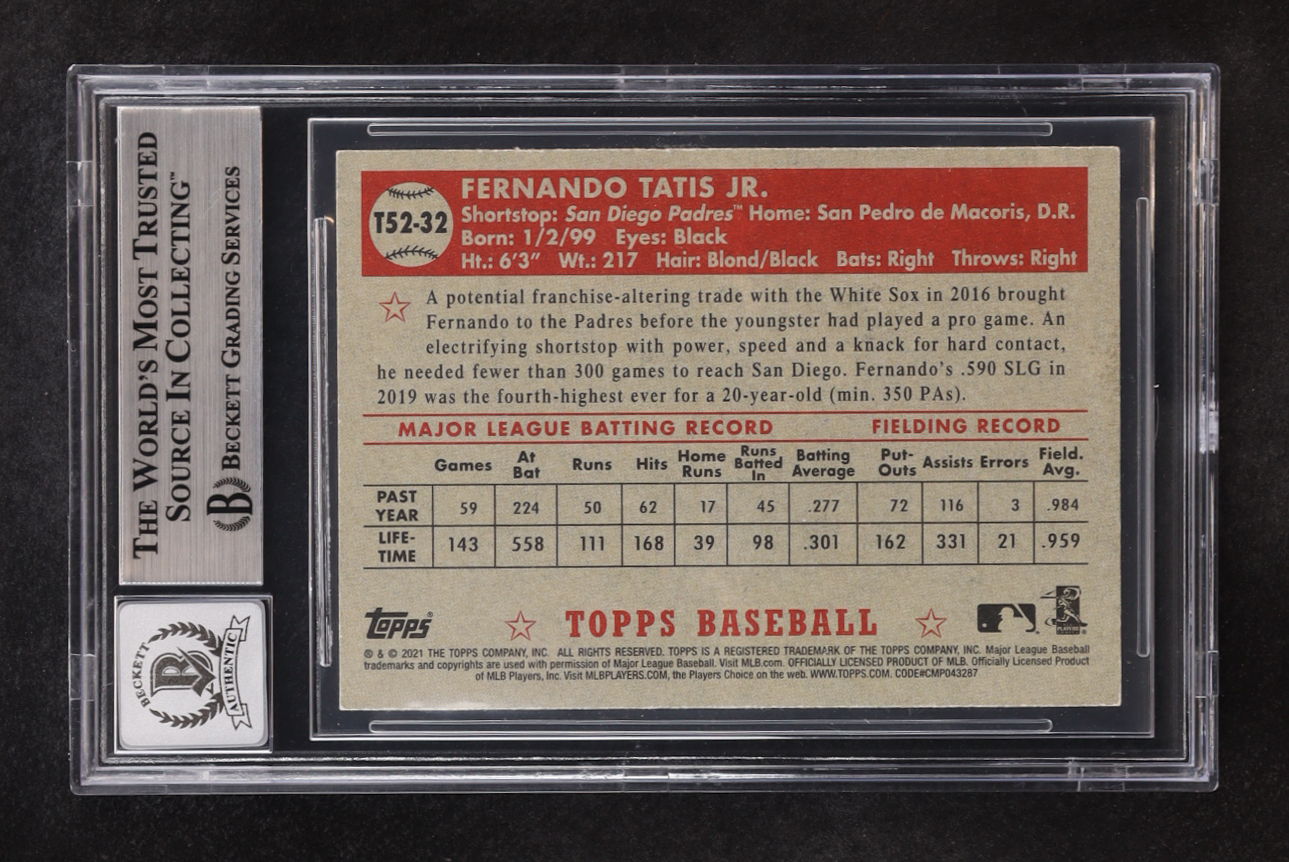 THE WORLD'S MOST TRUSTED
SOURCE IN COLLECTING™
BECKETT GRADING SERVICES
BECKETT
AUTHENTIC
T52-32
FERNANDO TATIS JR.
Shortstop: San Diego Padres™ Home: San Pedro de Macoris, D.R.
Born: 1/2/99 Eyes: Black
Ht.: 6'3" Wt.: 217 Hair: Blond/Black Bats: Right Throws: Right
A potential franchise-altering trade with the White Sox in 2016 brought
Fernando to the Padres before the youngster had played a pro game. An
electrifying shortstop with power, speed and a knack for hard contact,
he needed fewer than 300 games to reach San Diego. Fernando's .590 SLG in
2019 was the fourth-highest ever for a 20-year-old (min. 350 PAs).
MAJOR LEAGUE BATTING RECORD FIELDING RECORD
Games At Bat Runs Hits Home Runs Runs Batted In Batting Average Put-Outs Assists Errors Field. Avg.
PAST YEAR 59 224 50 62 17 45 .277 72 116 3 .984
LIFE-TIME 143 558 111 168 39 98 .301 162 331 21 .959
Topps® TOPPS BASEBALL
® & © 2021 THE TOPPS COMPANY, INC. ALL RIGHTS RESERVED. TOPPS IS A REGISTERED TRADEMARK OF THE TOPPS COMPANY, INC. Major League Baseball
trademarks and copyrights are used with permission of Major League Baseball. Visit MLB.com. OFFICIALLY LICENSED PRODUCT OF MLB. Officially Licensed Product
of MLB Players, Inc. Visit MLBPLAYERS.COM, the Players Choice on the web. WWW.TOPPS.COM. CODE#CMP043287